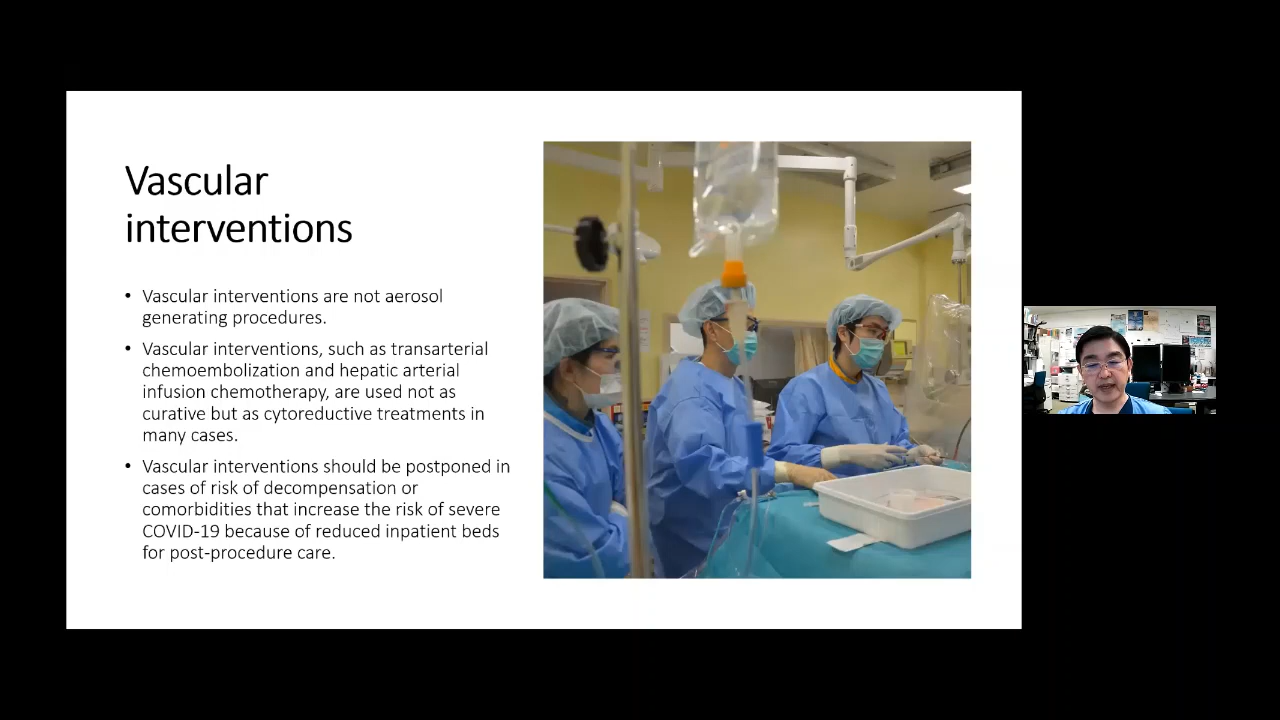 Vascular
interventions
• Vascular interventions are not aerosol
generating procedures.
• Vascular interventions, such as transarterial
chemoembolization and hepatic arterial
infusion chemotherapy, are used not as
curative but as cytoreductive treatments in
many cases.
• Vascular interventions should be postponed in
cases of risk of decompensation or
comorbidities that increase the risk of severe
COVID-19 because of reduced inpatient beds
for post-procedure care.